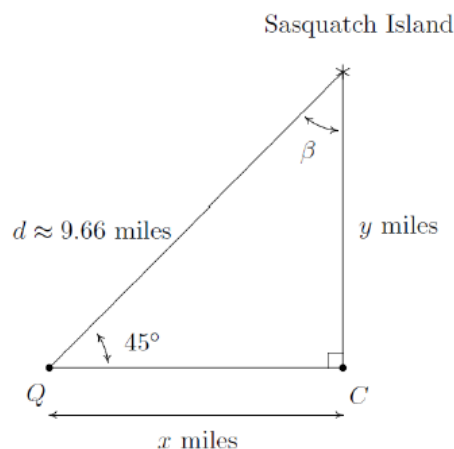 Sasquatch Island
β
d ≈ 9.66 miles
y miles
45°
Q
C
x miles